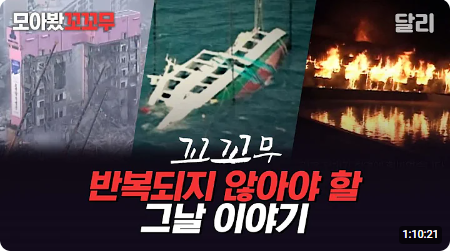 모아봤꼬꼬무
달리
꼬꼬무
반복되지 않아야 할
그날 이야기
1:10:21